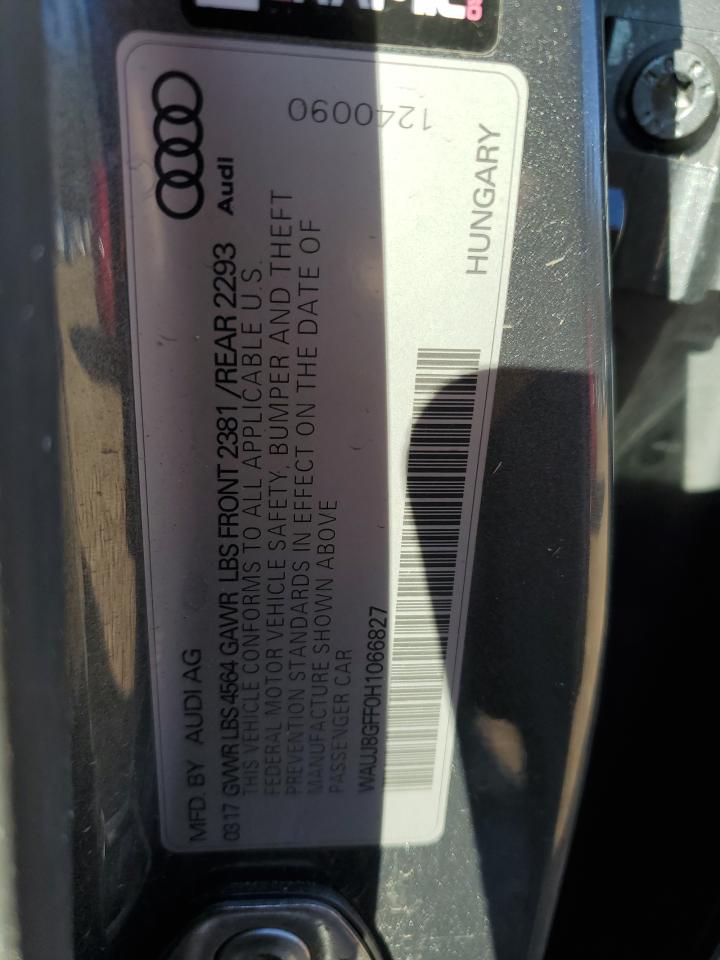 Audi
MFD. BY AUDI AG
0317 GVWR LBS 4564 GAWR LBS FRONT 2381 /REAR 2293
THIS VEHICLE CONFORMS TO ALL APPLICABLE U.S.
FEDERAL MOTOR VEHICLE SAFETY, BUMPER AND THEFT
PREVENTION STANDARDS IN EFFECT ON THE DATE OF
MANUFACTURE SHOWN ABOVE
PASSENGER CAR
WAUJ8GFF0H1066827
1240090
HUNGARY